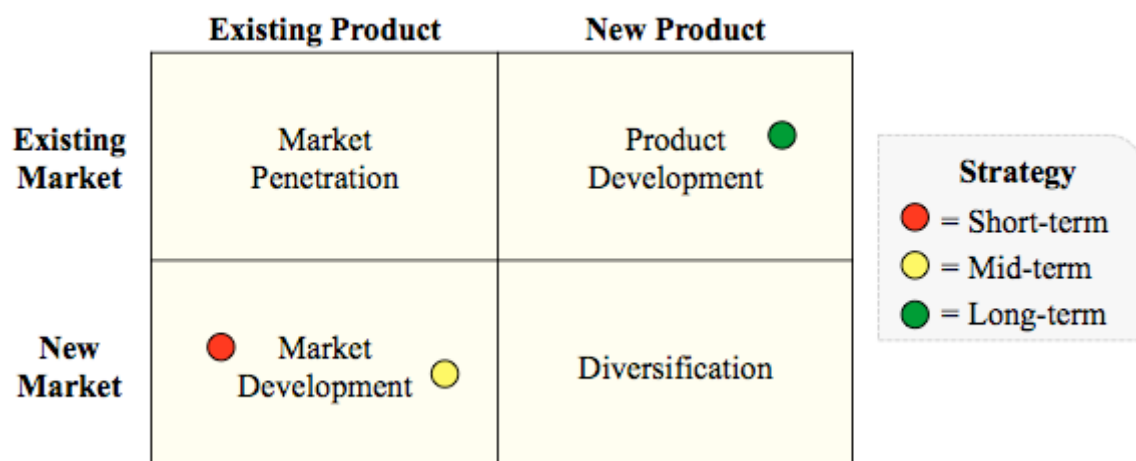 Existing Product
New Product
Existing
Market
Market
Penetration
Product
Development
New
Market
Market
Development
Diversification
Strategy
= Short-term
= Mid-term
= Long-term